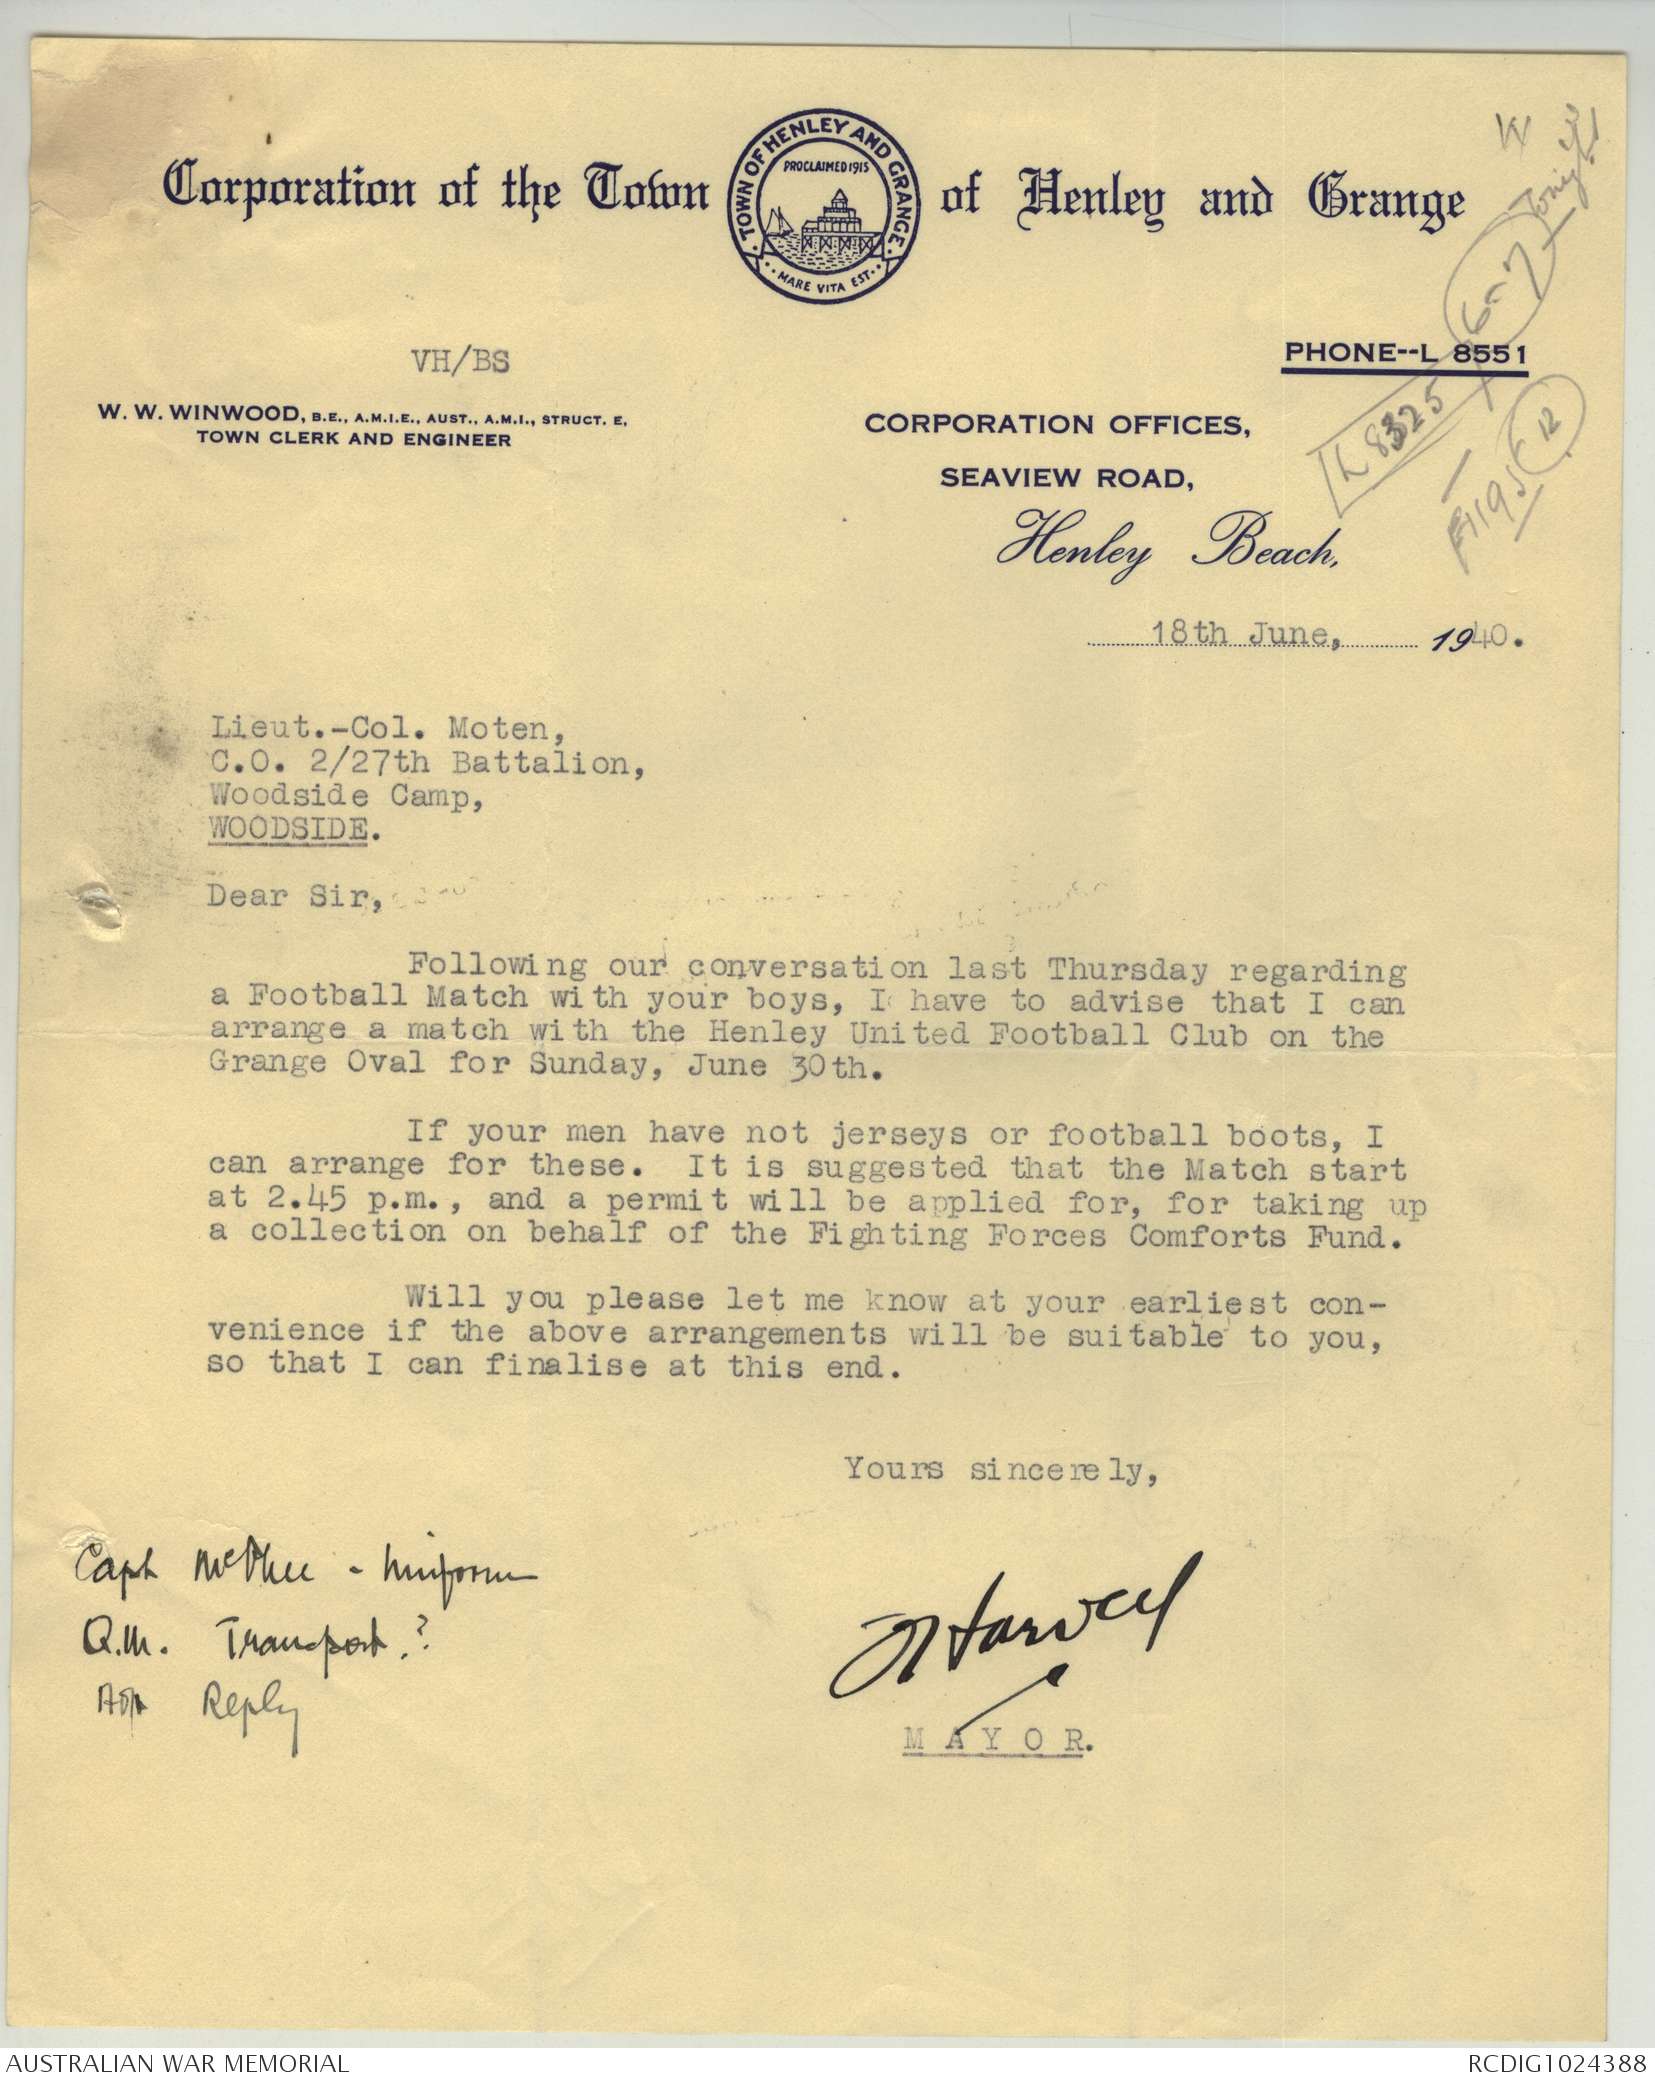 Corporation of the Town of Henley and Grange
TOWN OF HENLEY AND GRANGE
PROCLAIMED 1915
MARE VITA EST
6-7 Tonight
VH/BS
PHONE--L 8551
W. W. WINWOOD, B.E., A.M.I.E., AUST., A.M.I., STRUCT. E,
TOWN CLERK AND ENGINEER
L 8325
12
CORPORATION OFFICES,
SEAVIEW ROAD,
Henley Beach,
18th June, 1940.
Lieut.-Col. Moten,
C.O. 2/27th Battalion,
Woodside Camp,
WOODSIDE.
Dear Sir,
Following our conversation last Thursday regarding
a Football Match with your boys, I have to advise that I can
arrange a match with the Henley United Football Club on the
Grange Oval for Sunday, June 30th.
If your men have not jerseys or football boots, I
can arrange for these. It is suggested that the Match start
at 2.45 p.m., and a permit will be applied for, for taking up
a collection on behalf of the Fighting Forces Comforts Fund.
Will you please let me know at your earliest con-
venience if the above arrangements will be suitable to you,
so that I can finalise at this end.
Yours sincerely,
Capt McPhee - Uniform
Q.M. Transport.?
Reply
MAYOR.
AUSTRALIAN WAR MEMORIAL
RCDIG1024388